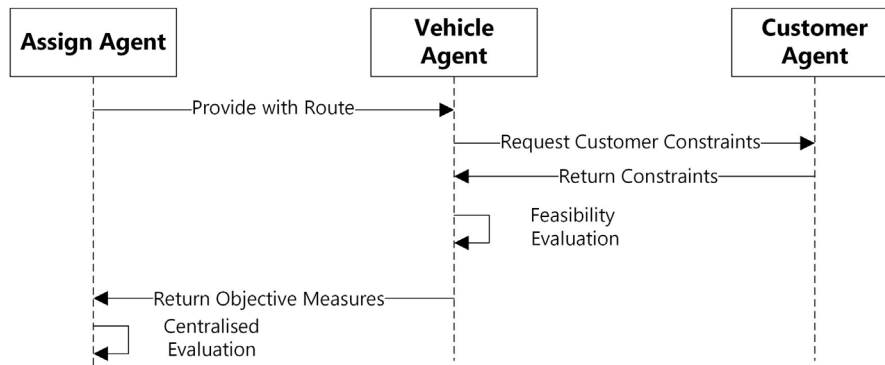 Assign Agent
Vehicle
Agent
Customer
Agent
Provide with Route
Request Customer Constraints
Return Constraints
Feasibility
Evaluation
Return Objective Measures
Centralised
Evaluation